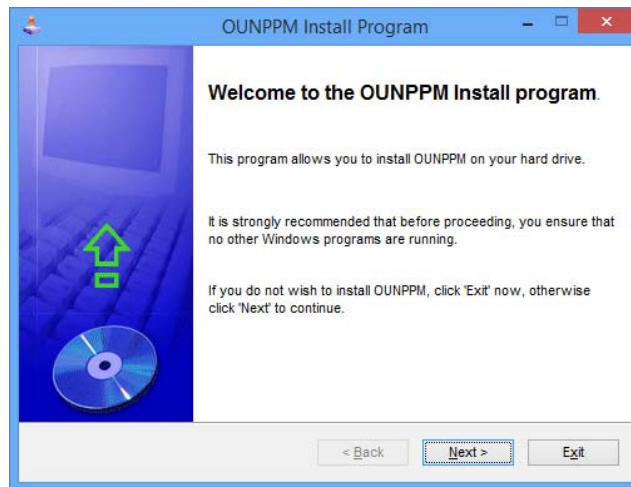 OUNPPM Install Program
Welcome to the OUNPPM Install program.
This program allows you to install OUNPPM on your hard drive.
It is strongly recommended that before proceeding, you ensure that
no other Windows programs are running.
If you do not wish to install OUNPPM, click 'Exit' now, otherwise
click 'Next' to continue.
< Back Next > Exit